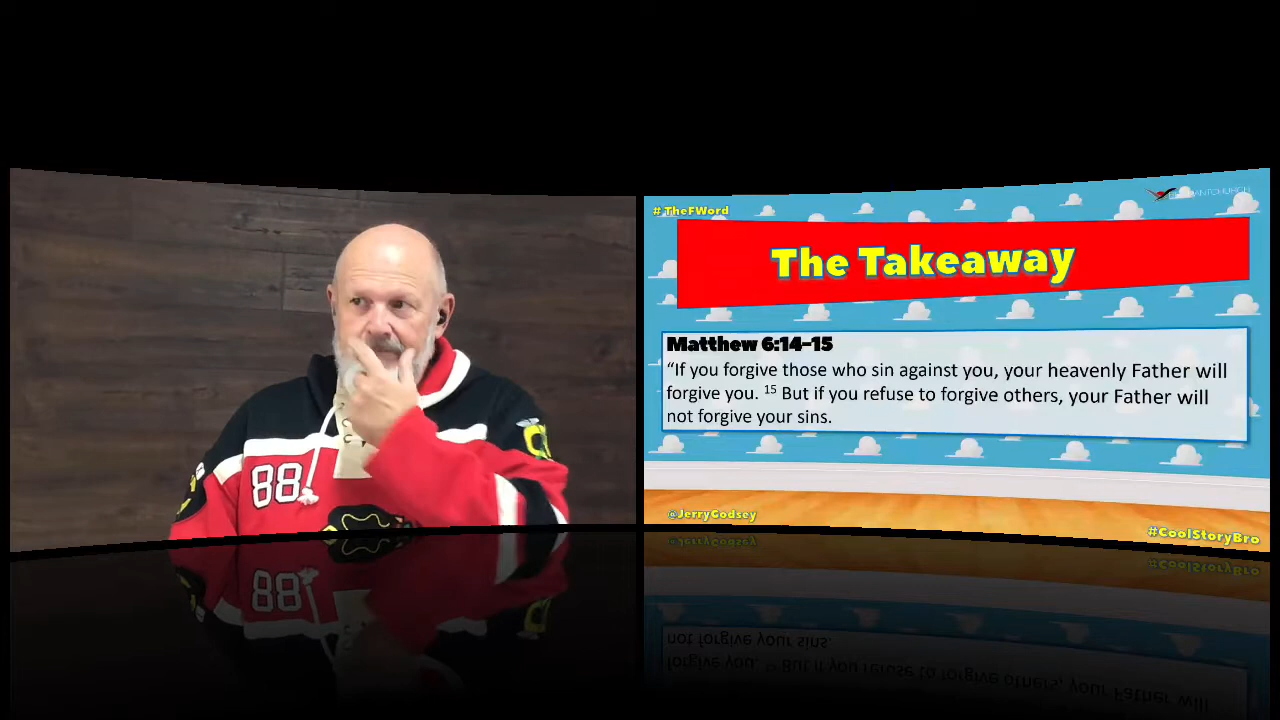 #TheFWord
The Takeaway
Matthew 6:14–15
“If you forgive those who sin against you, your heavenly Father will
forgive you. 15 But if you refuse to forgive others, your Father will
not forgive your sins.
@JerryGodsey
#CoolStoryBro
88